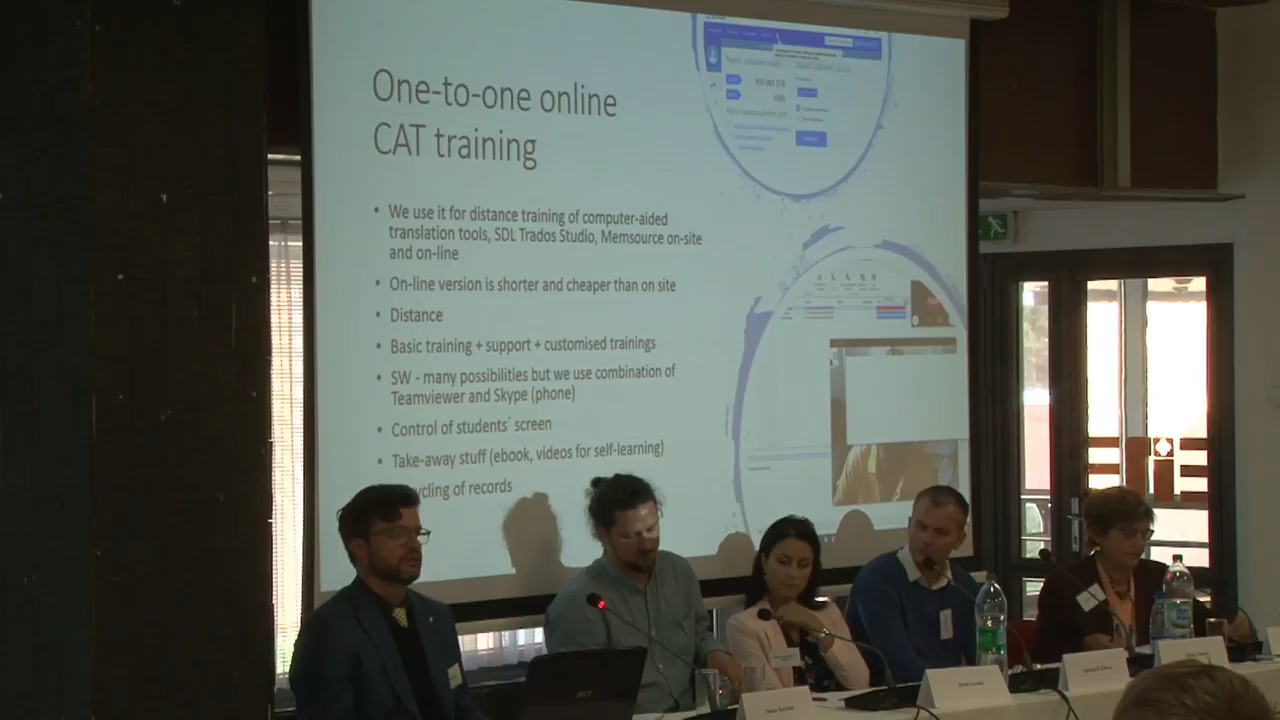 One-to-one online
CAT training
• We use it for distance training of computer-aided
translation tools, SDL Trados Studio, Memsource on-site
and on-line
• On-line version is shorter and cheaper than on site
• Distance
• Basic training + support + customised trainings
• SW - many possibilities but we use combination of
Teamviewer and Skype (phone)
• Control of students´ screen
• Take-away stuff (ebook, videos for self-learning)
of records
acer